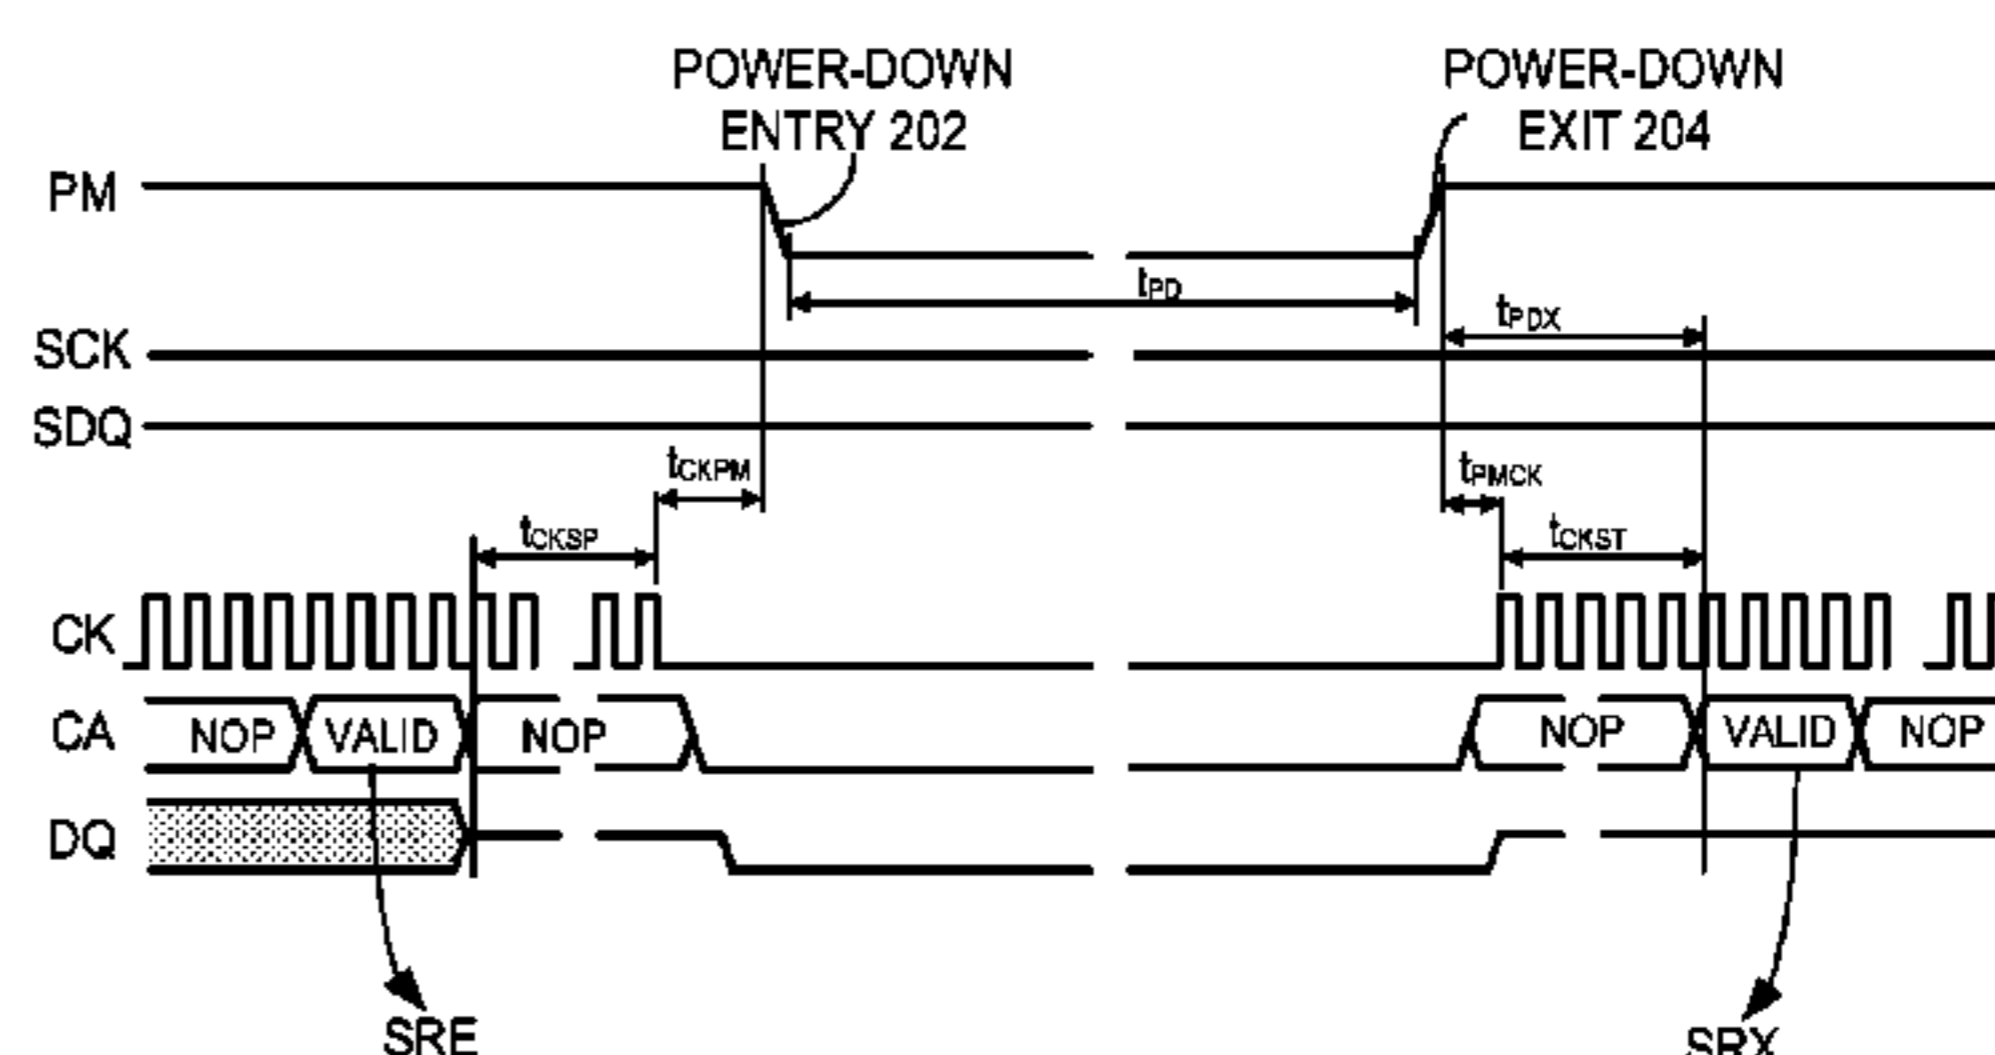 POWER-DOWN
ENTRY 202
POWER-DOWN
EXIT 204
PM
tPD
tPDX
SCK
SDQ
tCKPM
tPMCK
tCKSP
tCKST
CK
CA
NOP
VALID
NOP
NOP
VALID
NOP
DQ
SRE
SRX